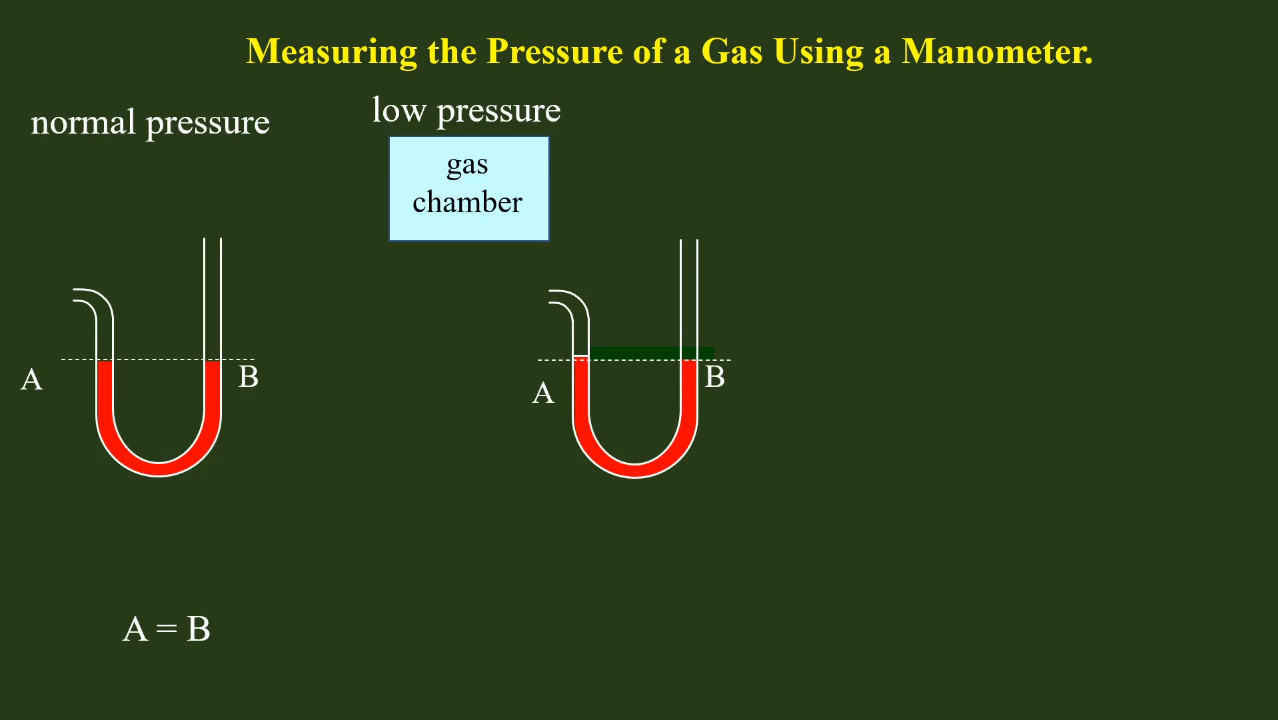 Measuring the Pressure of a Gas Using a Manometer.
normal pressure
low pressure
gas
chamber
A
B
A
B
A = B